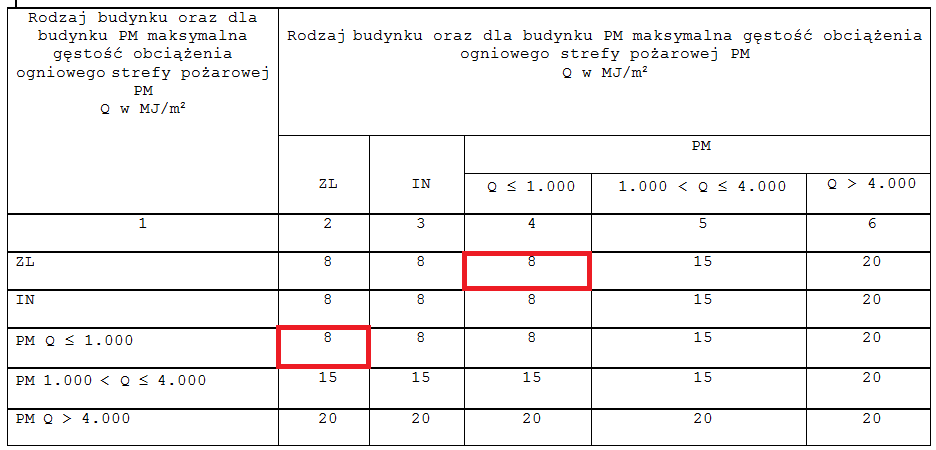 Rodzaj budynku oraz dla
budynku PM maksymalna
gęstość obciążenia
ogniowego strefy pożarowej
PM
Q w MJ/m²
Rodzaj budynku oraz dla budynku PM maksymalna gęstość obciążenia
ogniowego strefy pożarowej PM
Q w MJ/m²
PM
ZL IN Q ≤ 1.000 1.000 < Q ≤ 4.000 Q > 4.000
1 2 3 4 5 6
ZL 8 8 8 15 20
IN 8 8 8 15 20
PM Q ≤ 1.000 8 8 8 15 20
PM 1.000 < Q ≤ 4.000 15 15 15 15 20
PM Q > 4.000 20 20 20 20 20